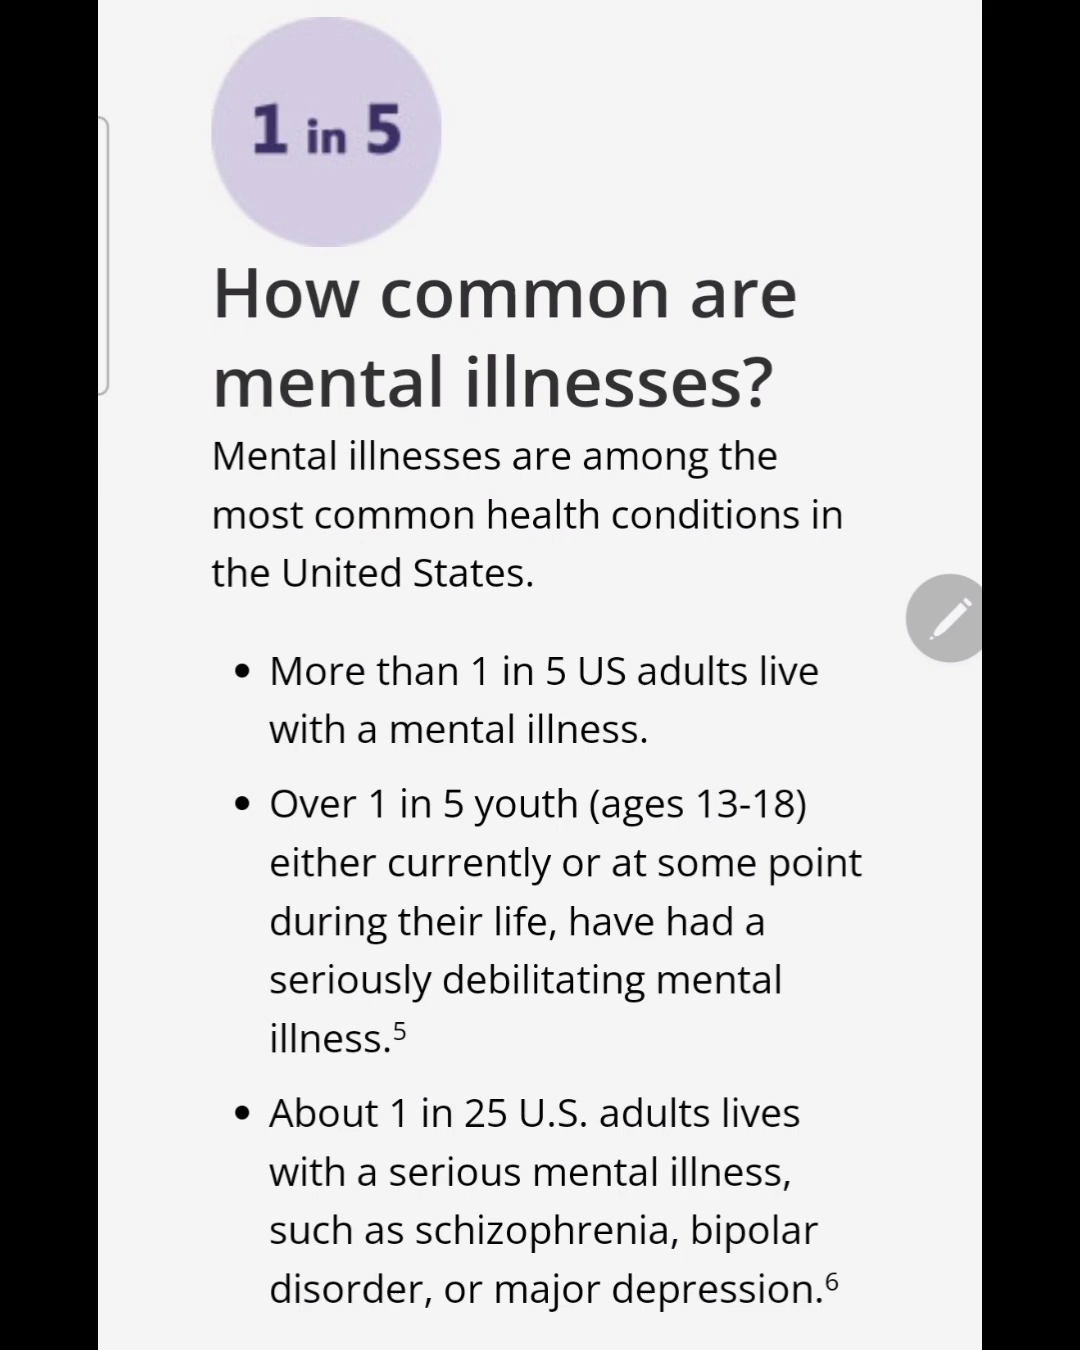 1 in 5
How common are
mental illnesses?
Mental illnesses are among the
most common health conditions in
the United States.
• More than 1 in 5 US adults live
with a mental illness.
• Over 1 in 5 youth (ages 13-18)
either currently or at some point
during their life, have had a
seriously debilitating mental
illness.⁵
• About 1 in 25 U.S. adults lives
with a serious mental illness,
such as schizophrenia, bipolar
disorder, or major depression.⁶